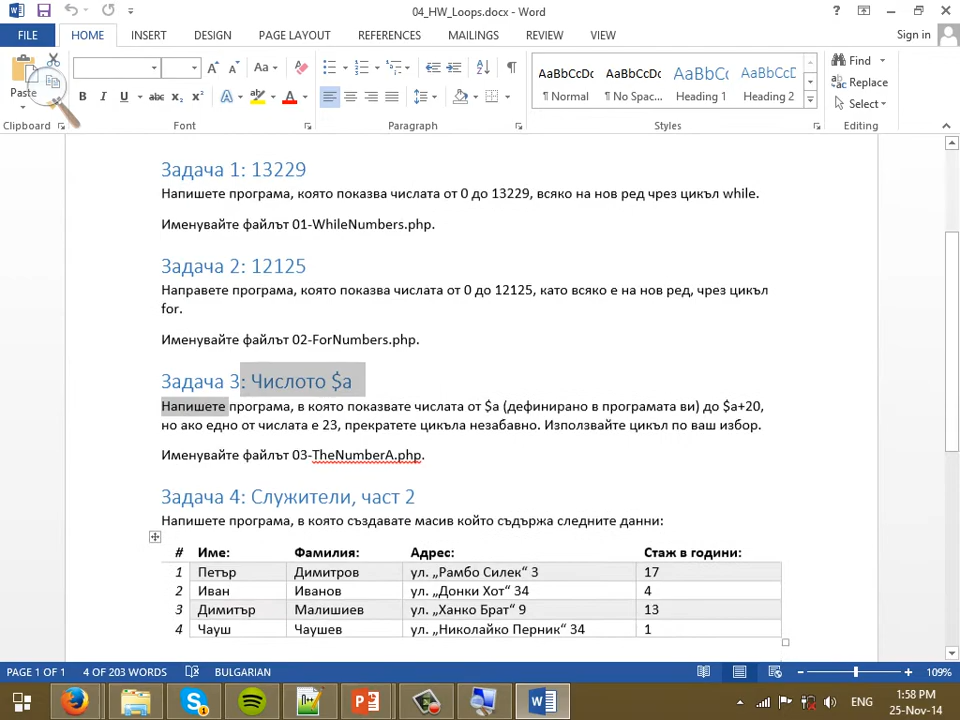 04_HW_Loops.docx - Word
Sign in
FILE HOME INSERT DESIGN PAGE LAYOUT REFERENCES MAILINGS REVIEW VIEW
Paste
Clipboard
Font
Paragraph
AaBbCcDc AaBbCcDc AaBbC AaBbCcD
¶ Normal ¶ No Spac... Heading 1 Heading 2
Styles
Find
Replace
Select
Editing
Задача 1: 13229
Напишете програма, която показва числата от 0 до 13229, всяко на нов ред чрез цикъл while.
Именувайте файлът 01-WhileNumbers.php.
Задача 2: 12125
Направете програма, която показва числата от 0 до 12125, като всяко е на нов ред, чрез цикъл
for.
Именувайте файлът 02-ForNumbers.php.
Задача 3: Числото $a
Напишете програма, в която показвате числата от $a (дефинирано в програмата ви) до $a+20,
но ако едно от числата е 23, прекратете цикъла незабавно. Използвайте цикъл по ваш избор.
Именувайте файлът 03-TheNumberA.php.
Задача 4: Служители, част 2
Напишете програма, в която създавате масив който съдържа следните данни:
# Име: Фамилия: Адрес: Стаж в години:
1 Петър Димитров ул. „Рамбо Силек“ 3 17
2 Иван Иванов ул. „Донки Хот“ 34 4
3 Димитър Малишиев ул. „Ханко Брат“ 9 13
4 Чауш Чаушев ул. „Николайко Перник“ 34 1
PAGE 1 OF 1 4 OF 203 WORDS BULGARIAN 109%
ENG
1:58 PM
25-Nov-14